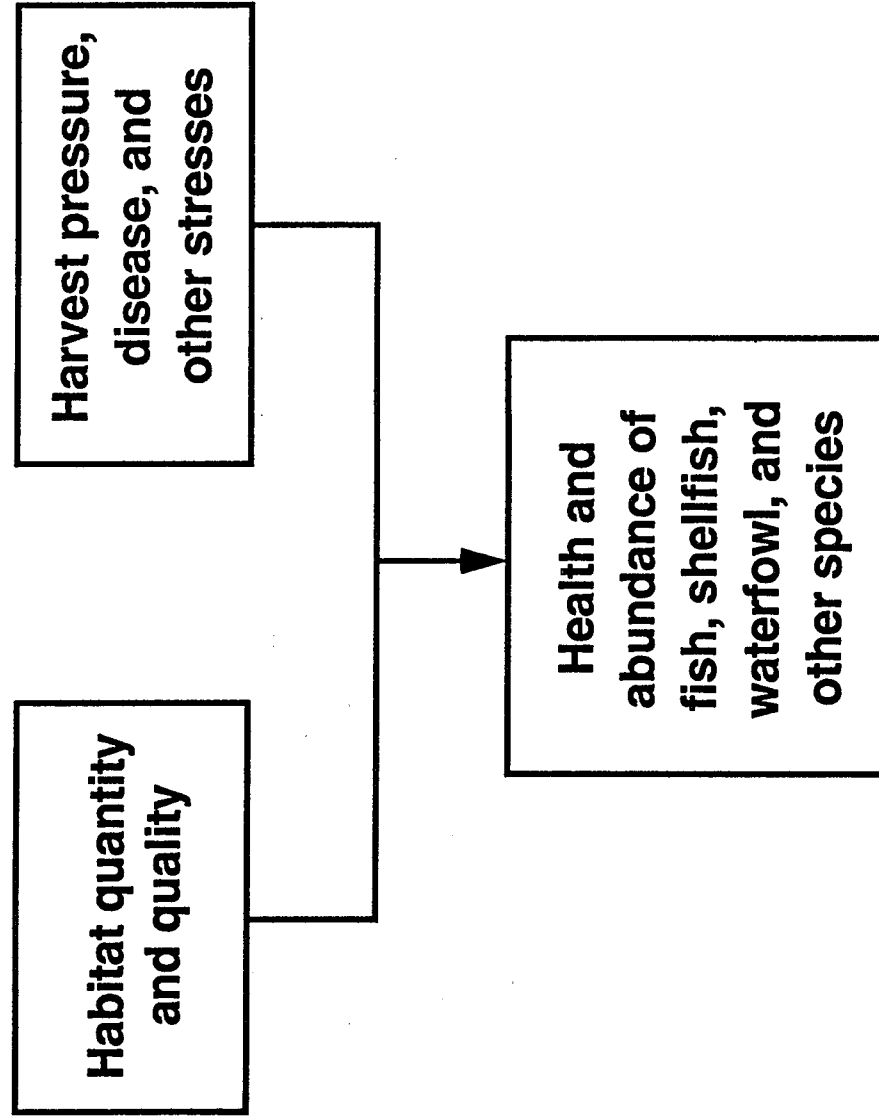 Habitat quantity
and quality
Harvest pressure,
disease, and
other stresses
Health and
abundance of
fish, shellfish,
waterfowl, and
other species